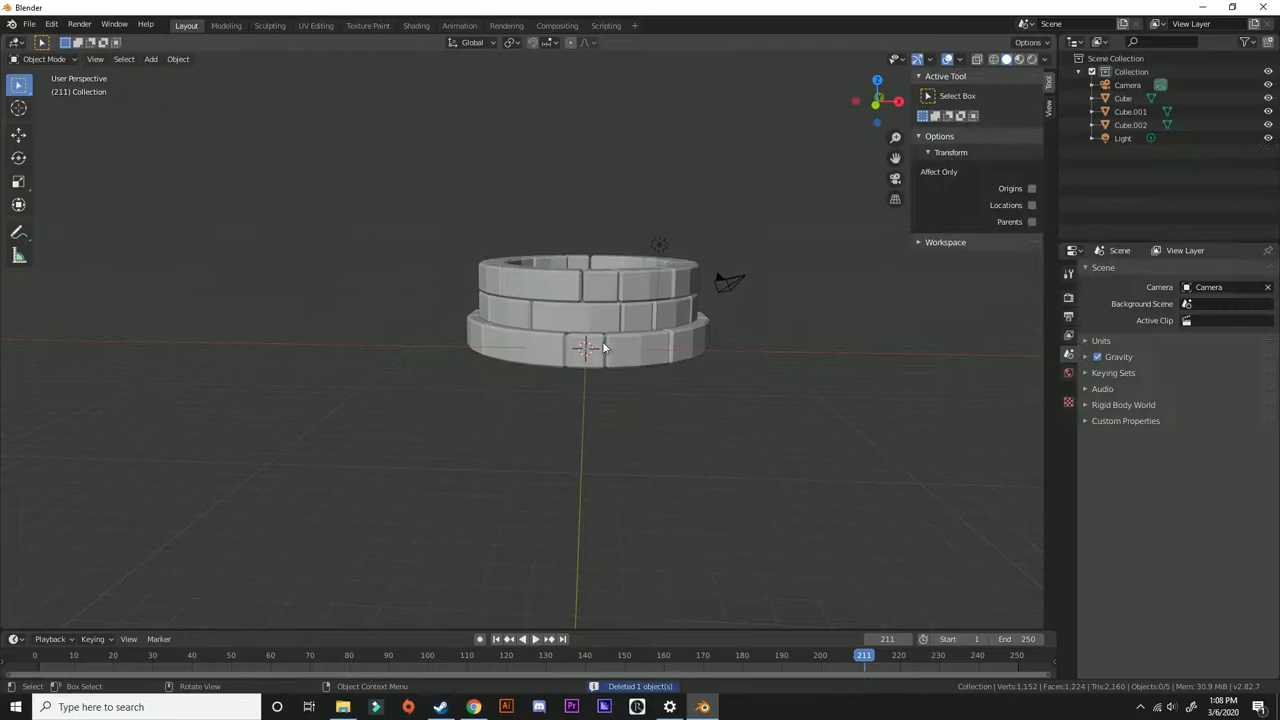 Blender
File Edit Render Window Help Layout Modeling Sculpting UV Editing Texture Paint Shading Animation Rendering Compositing Scripting + Scene View Layer
Global Options
Object Mode View Select Add Object
User Perspective
(211) Collection
Active Tool
Select Box
Options
Transform
Affect Only
Origins
Locations
Parents
Workspace
Tool
View
X
Z
Scene Collection
Collection
Camera
Cube
Cube.001
Cube.002
Light
Scene View Layer
Scene
Camera Camera
Background Scene
Active Clip
Units
Gravity
Keying Sets
Audio
Rigid Body World
Custom Properties
Playback Keying View Marker 211 Start 1 End 250
0 10 20 30 40 50 60 70 80 90 100 110 120 130 140 150 160 170 180 190 200 211 220 230 240 250
Select Box Select Rotate View Object Context Menu Deleted 1 object(s) Collection | Verts:1,152 | Faces:1,224 | Tris:2,160 | Objects:0/5 | Mem: 30.9 MiB | v2.82.7
Type here to search
Ai Pr R
1:08 PM
3/6/2020